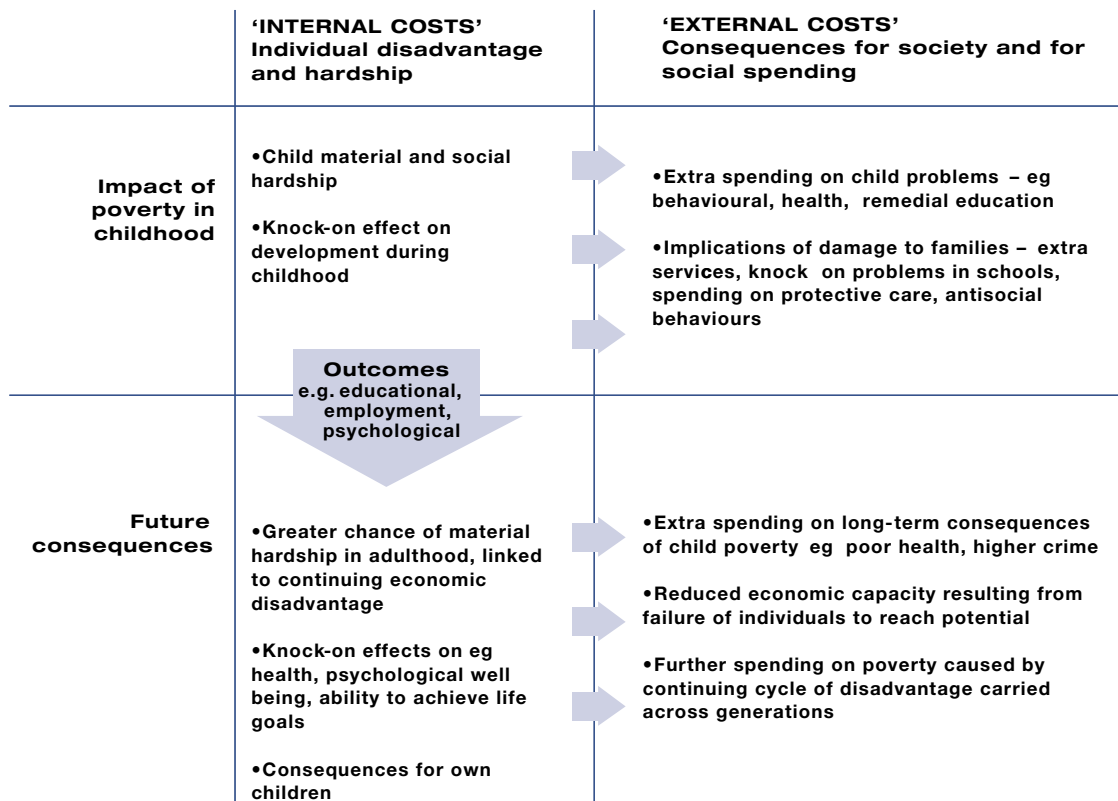 ‘INTERNAL COSTS’
Individual disadvantage
and hardship
‘EXTERNAL COSTS’
Consequences for society and for
social spending
Impact of
poverty in
childhood
•Child material and social
hardship
•Knock-on effect on
development during
childhood
•Extra spending on child problems – eg
behavioural, health, remedial education
•Implications of damage to families – extra
services, knock on problems in schools,
spending on protective care, antisocial
behaviours
Outcomes
e.g. educational,
employment,
psychological
Future
consequences
•Greater chance of material
hardship in adulthood, linked
to continuing economic
disadvantage
•Knock-on effects on eg
health, psychological well
being, ability to achieve life
goals
•Consequences for own
children
•Extra spending on long-term consequences
of child poverty eg poor health, higher crime
•Reduced economic capacity resulting from
failure of individuals to reach potential
•Further spending on poverty caused by
continuing cycle of disadvantage carried
across generations